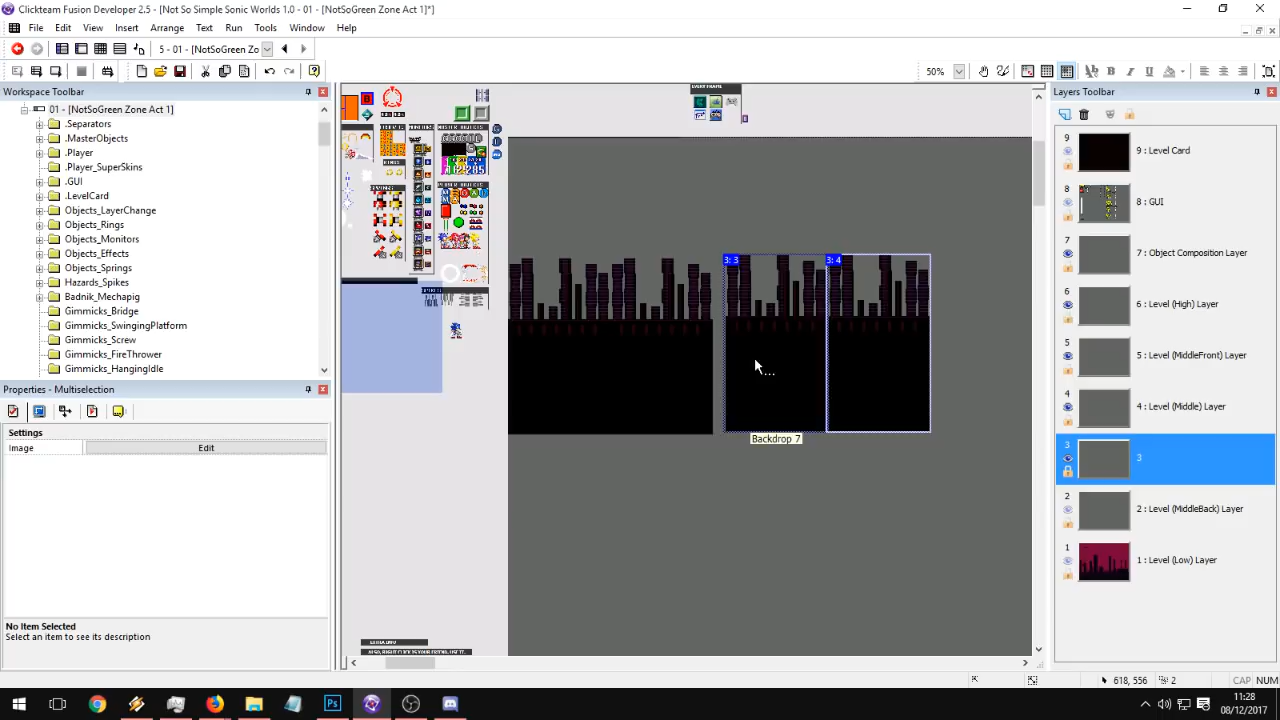 Clickteam Fusion Developer 2.5 - [Not So Simple Sonic Worlds 1.0 - 01 - [NotSoGreen Zone Act 1]*]
File Edit View Insert Arrange Text Run Tools Window Help
5 - 01 - [NotSoGreen Zo
50%
Workspace Toolbar
01 - [NotSoGreen Zone Act 1]
.Separators
.MasterObjects
.Player
.Player_SuperSkins
.GUI
.LevelCard
Objects_LayerChange
Objects_Rings
Objects_Monitors
Objects_Effects
Objects_Springs
Hazards_Spikes
Badnik_Mechapig
Gimmicks_Bridge
Gimmicks_SwingingPlatform
Gimmicks_Screw
Gimmicks_FireThrower
Gimmicks_HangingIdle
Properties - Multiselection
Settings
Image Edit
No Item Selected
Select an item to see its description
EVERY FRAME
3: 3
3: 4
Backdrop 7
Layers Toolbar
9
9 : Level Card
8
8 : GUI
7
7 : Object Composition Layer
6
6 : Level (High) Layer
5
5 : Level (MiddleFront) Layer
4
4 : Level (Middle) Layer
3
3
2
2 : Level (MiddleBack) Layer
1
1 : Level (Low) Layer
618, 556
2
CAP NUM
11:28
08/12/2017